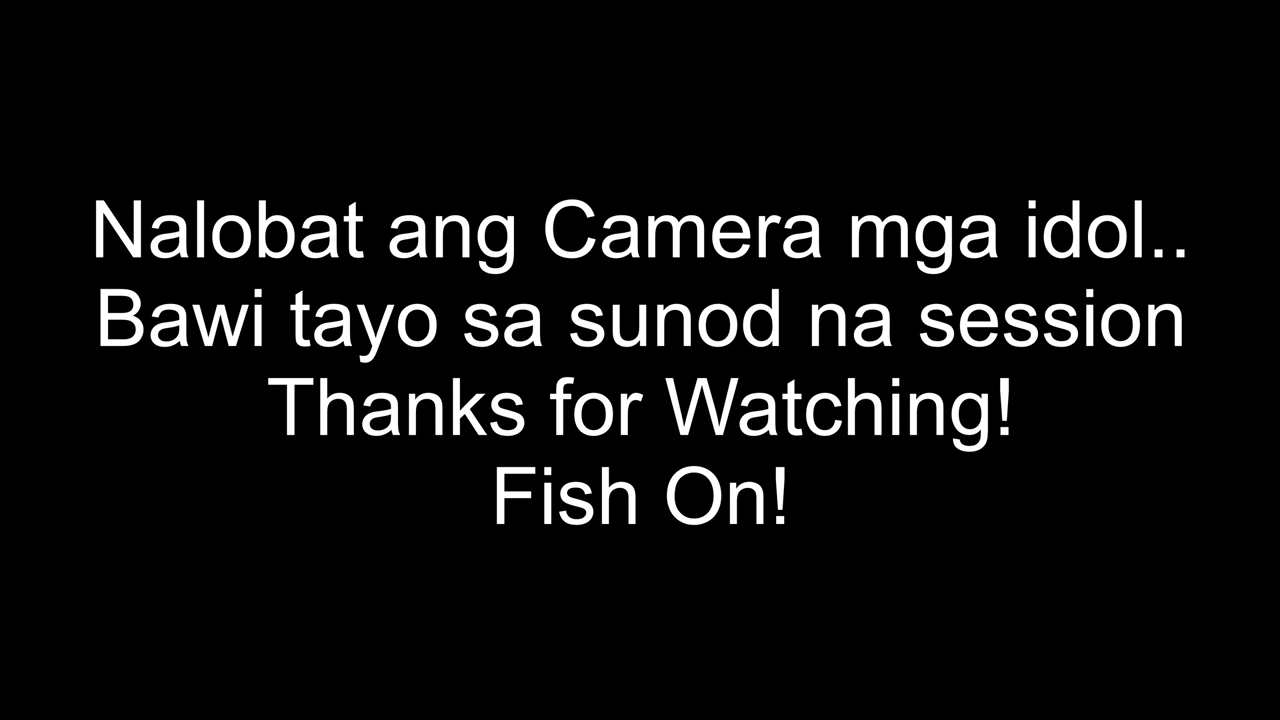 Nalobat ang Camera mga idol..
Bawi tayo sa sunod na session
Thanks for Watching!
Fish On!